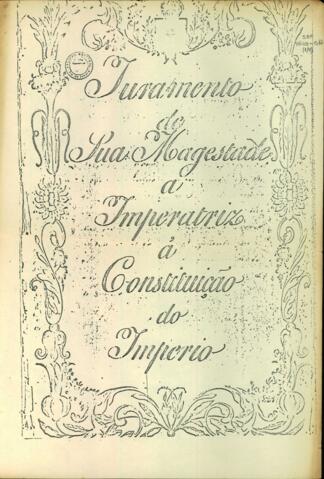 Juramento
de
Sua Magestade
a
Imperatriz
á
Constituição
do
Imperio